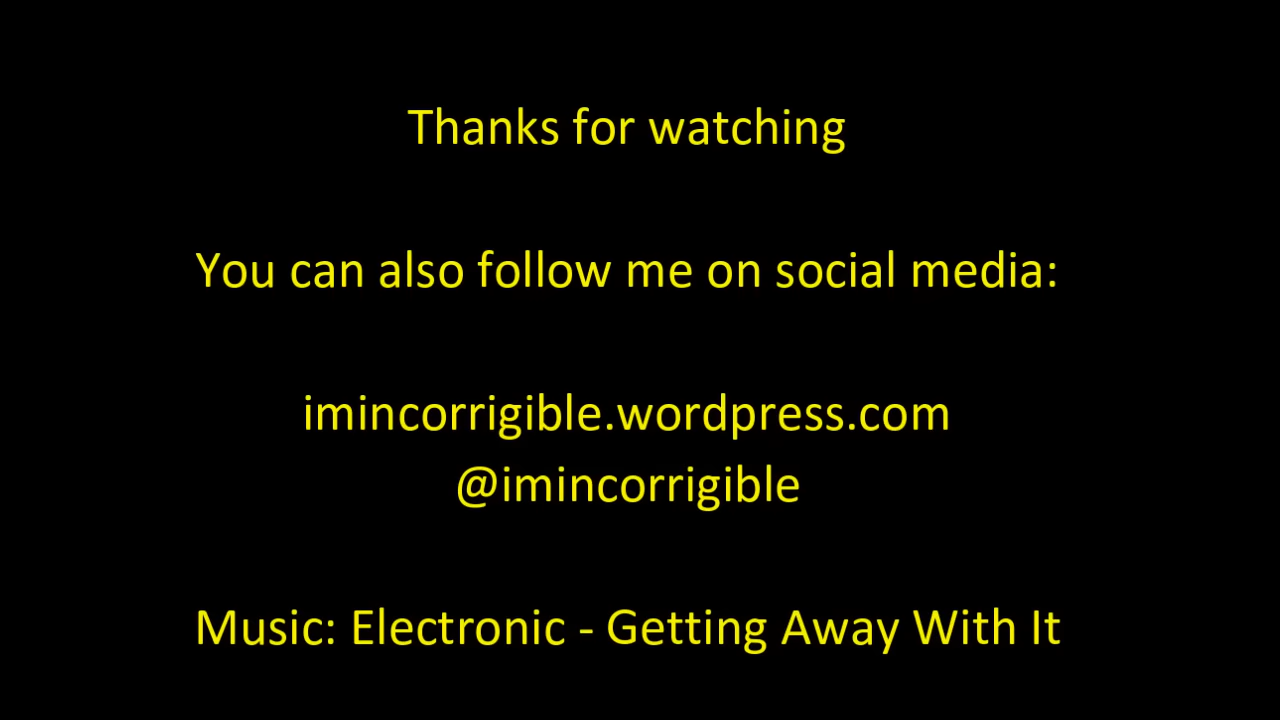 Thanks for watching
You can also follow me on social media:
imincorrigible.wordpress.com
@imincorrigible
Music: Electronic - Getting Away With It